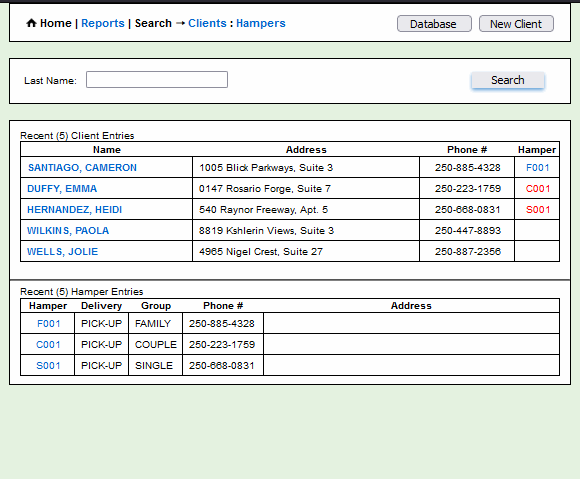 Home | Reports | Search → Clients : Hampers Database New Client
Last Name: Search
Recent (5) Client Entries
Name Address Phone # Hamper
SANTIAGO, CAMERON 1005 Blick Parkways, Suite 3 250-885-4328 F001
DUFFY, EMMA 0147 Rosario Forge, Suite 7 250-223-1759 C001
HERNANDEZ, HEIDI 540 Raynor Freeway, Apt. 5 250-668-0831 S001
WILKINS, PAOLA 8819 Kshlerin Views, Suite 3 250-447-8893
WELLS, JOLIE 4965 Nigel Crest, Suite 27 250-887-2356
Recent (5) Hamper Entries
Hamper Delivery Group Phone # Address
F001 PICK-UP FAMILY 250-885-4328
C001 PICK-UP COUPLE 250-223-1759
S001 PICK-UP SINGLE 250-668-0831